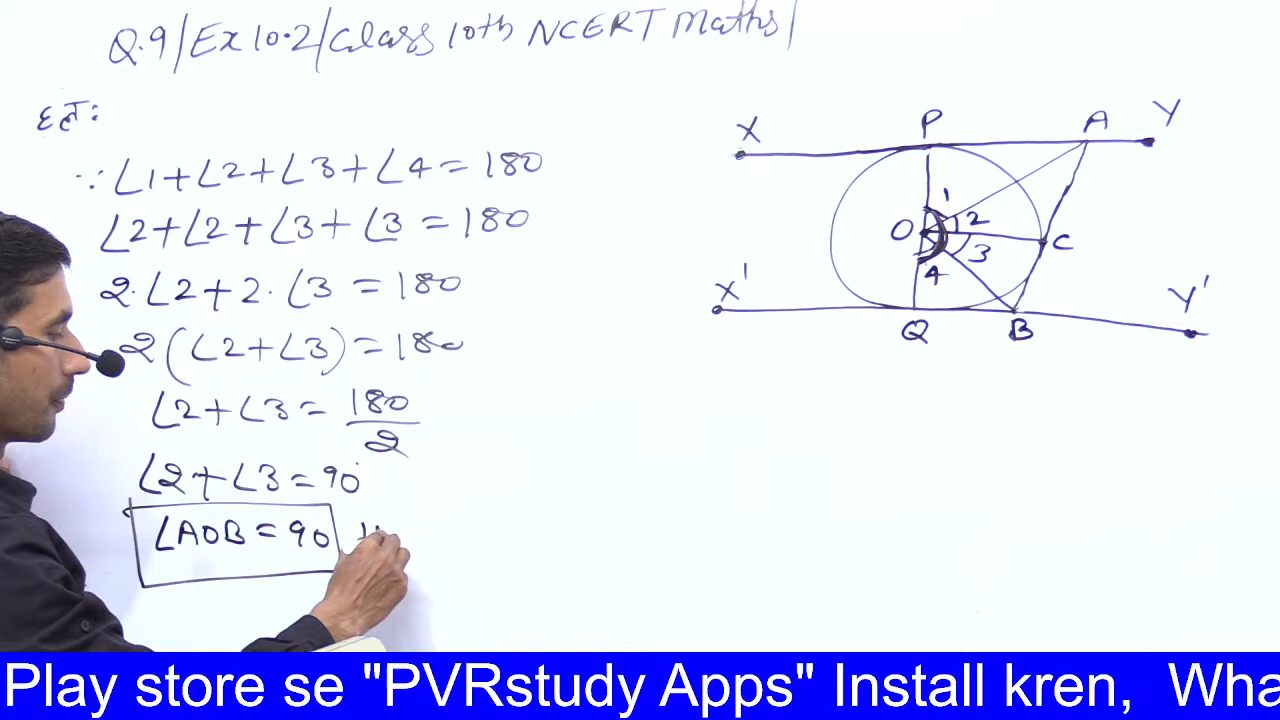 Q.9/Ex 10.2/Class 10th NCERT Maths/
हल:
∵ ∠1+∠2+∠3+∠4=180
∠2+∠2+∠3+∠3=180
2.∠2+2.∠3=180
2(∠2+∠3)=180
∠2+∠3=180/2
∠2+∠3=90°
∠AOB=90
X P A Y
1
O 2 C
3
4
X' Q B Y'
Play store se "PVRstudy Apps" Install kren, Wha